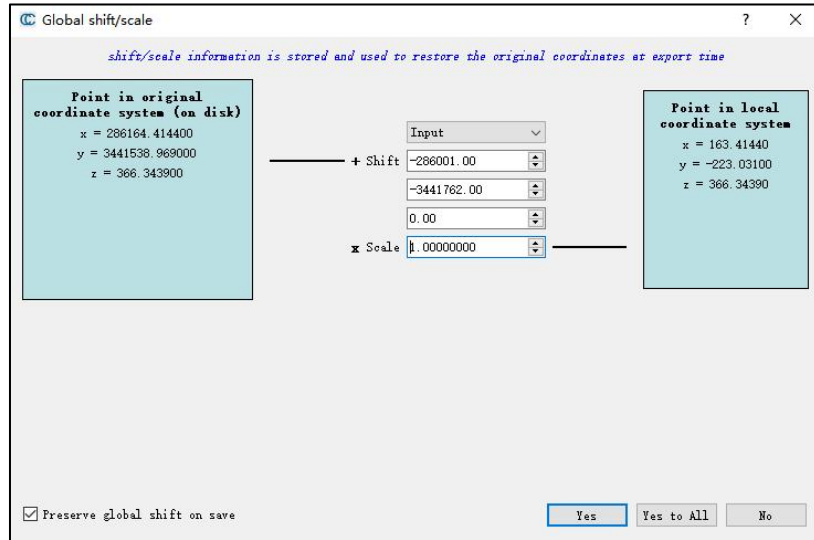 Global shift/scale
shift/scale information is stored and used to restore the original coordinates at export time
Point in original
coordinate system (on disk)
x = 286164.414400
y = 3441538.969000
z = 366.343900
Input
+ Shift -286001.00
-3441762.00
0.00
x Scale 1.00000000
Point in local
coordinate system
x = 163.41440
y = -223.03100
z = 366.34390
Preserve global shift on save
Yes
Yes to All
No